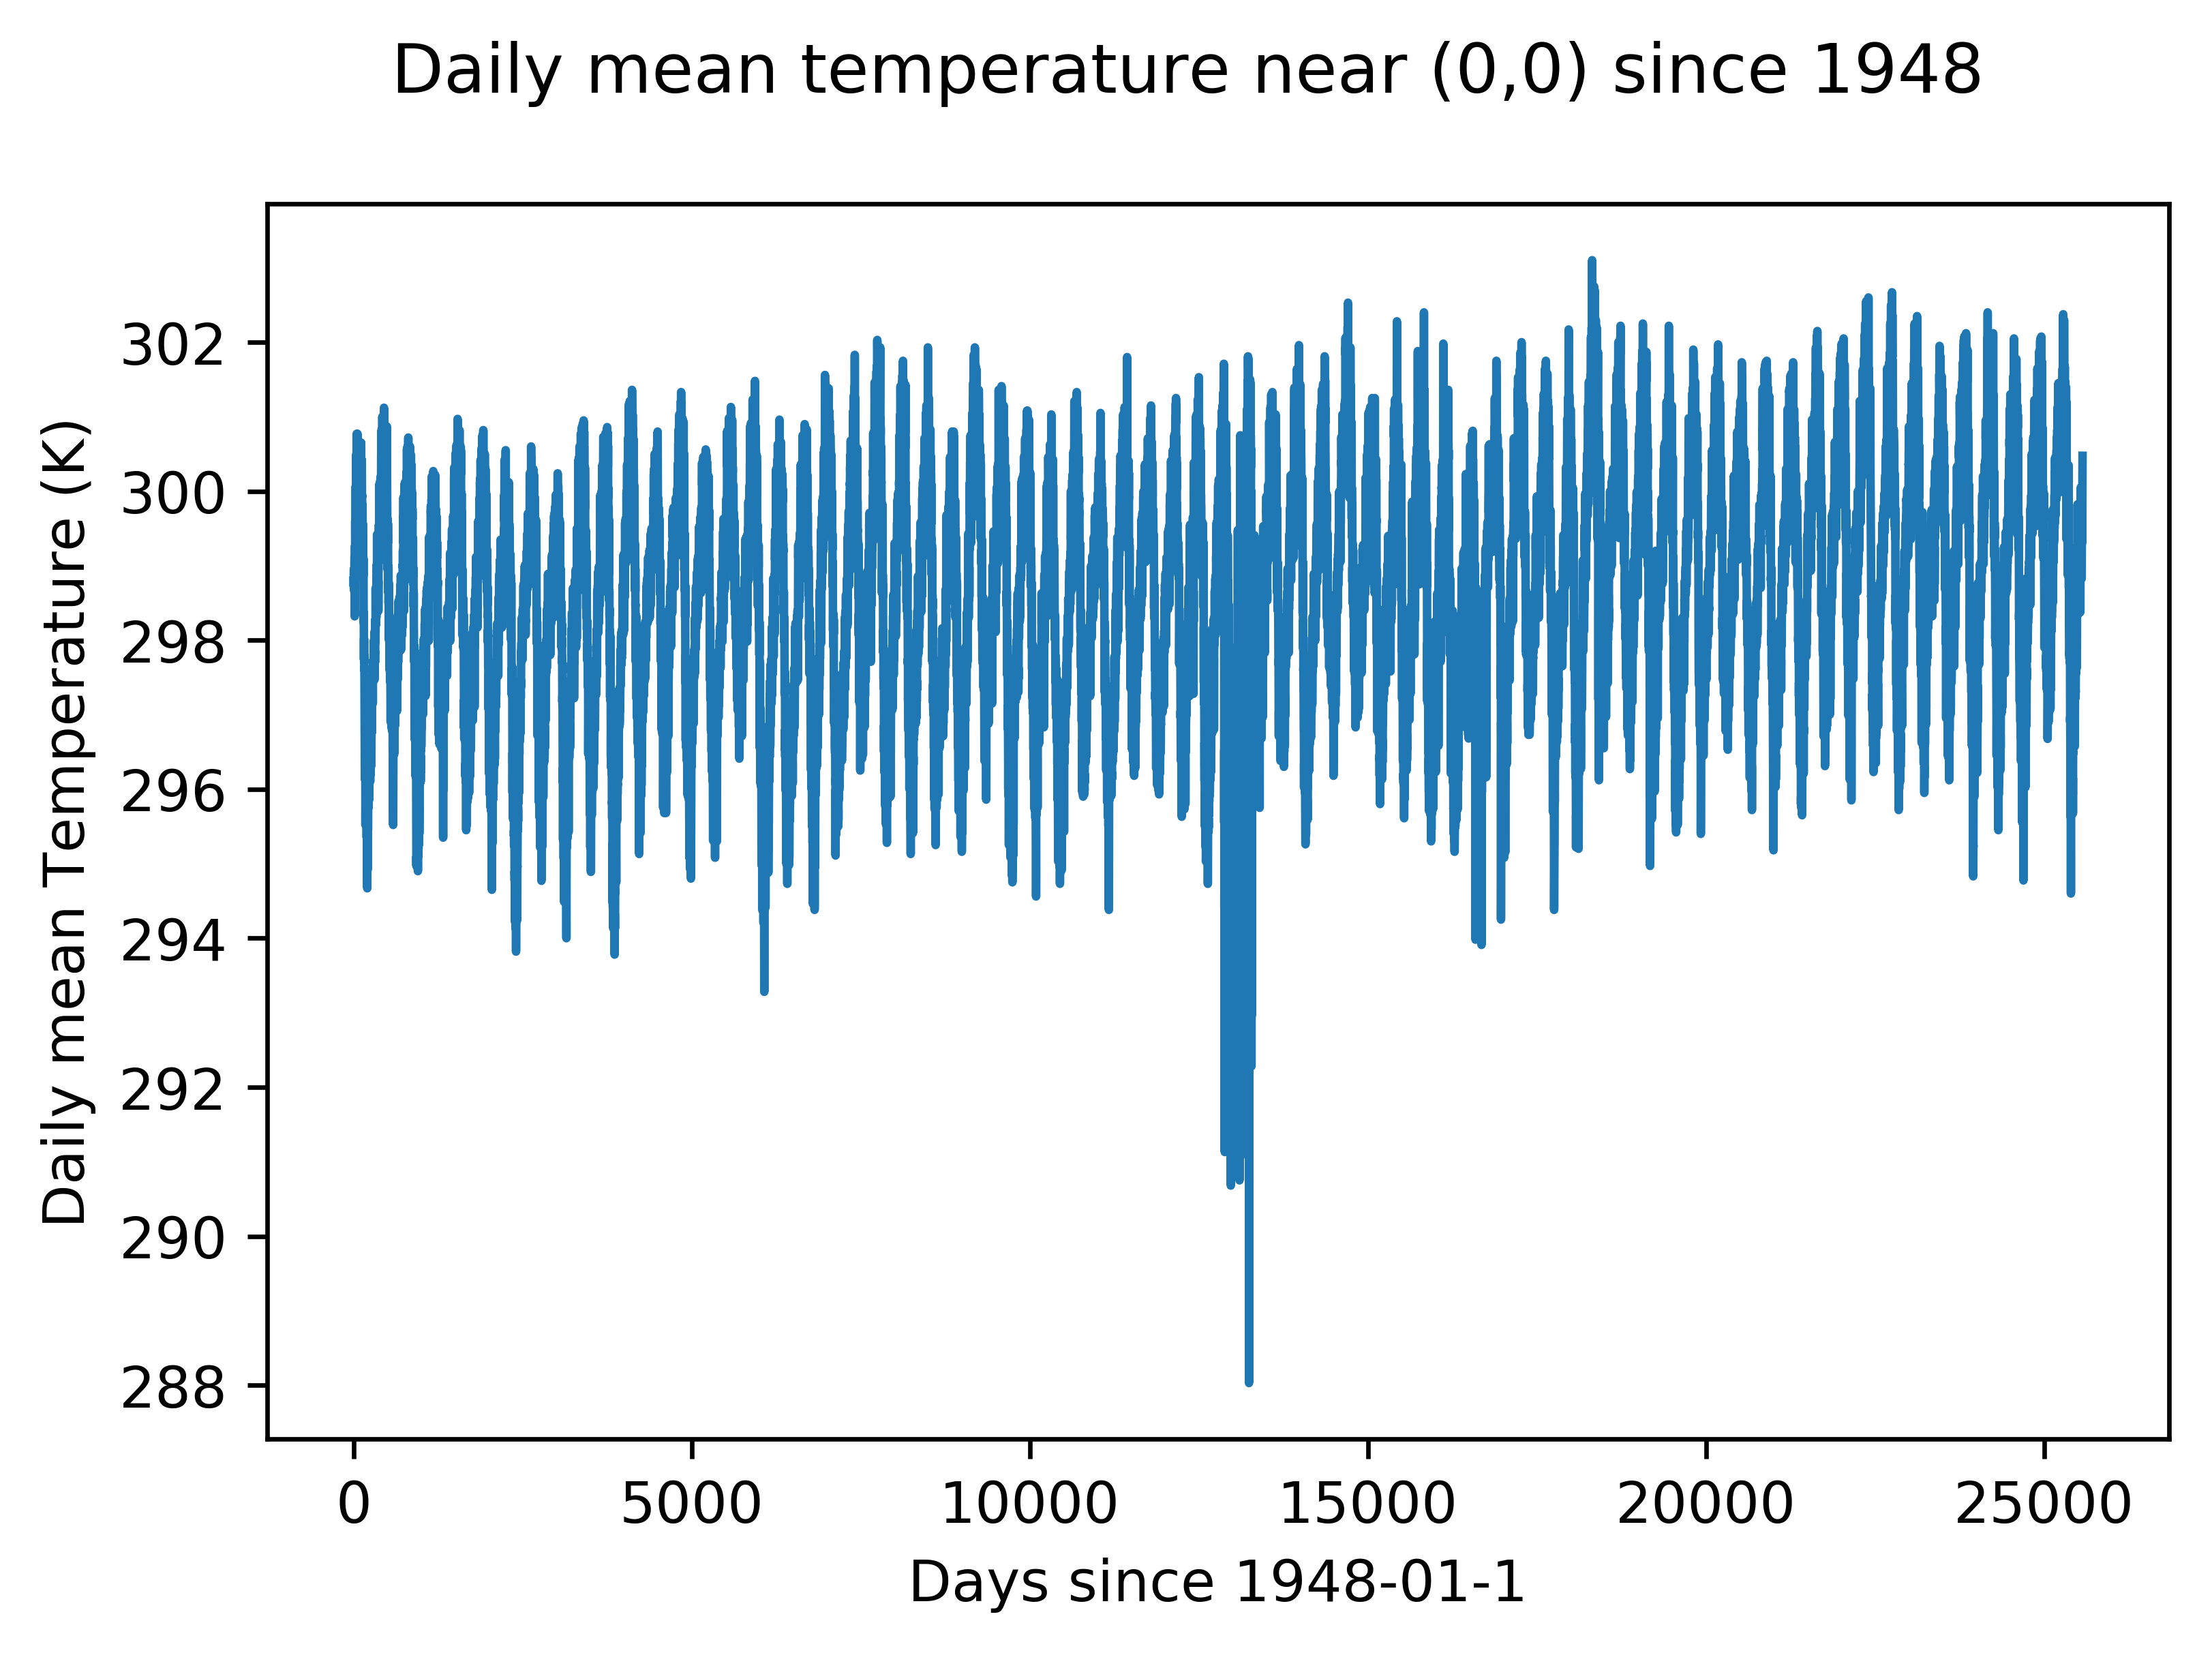 Daily mean temperature near (0,0) since 1948
Daily mean Temperature (K)
302
300
298
296
294
292
290
288
0 5000 10000 15000 20000 25000
Days since 1948-01-1